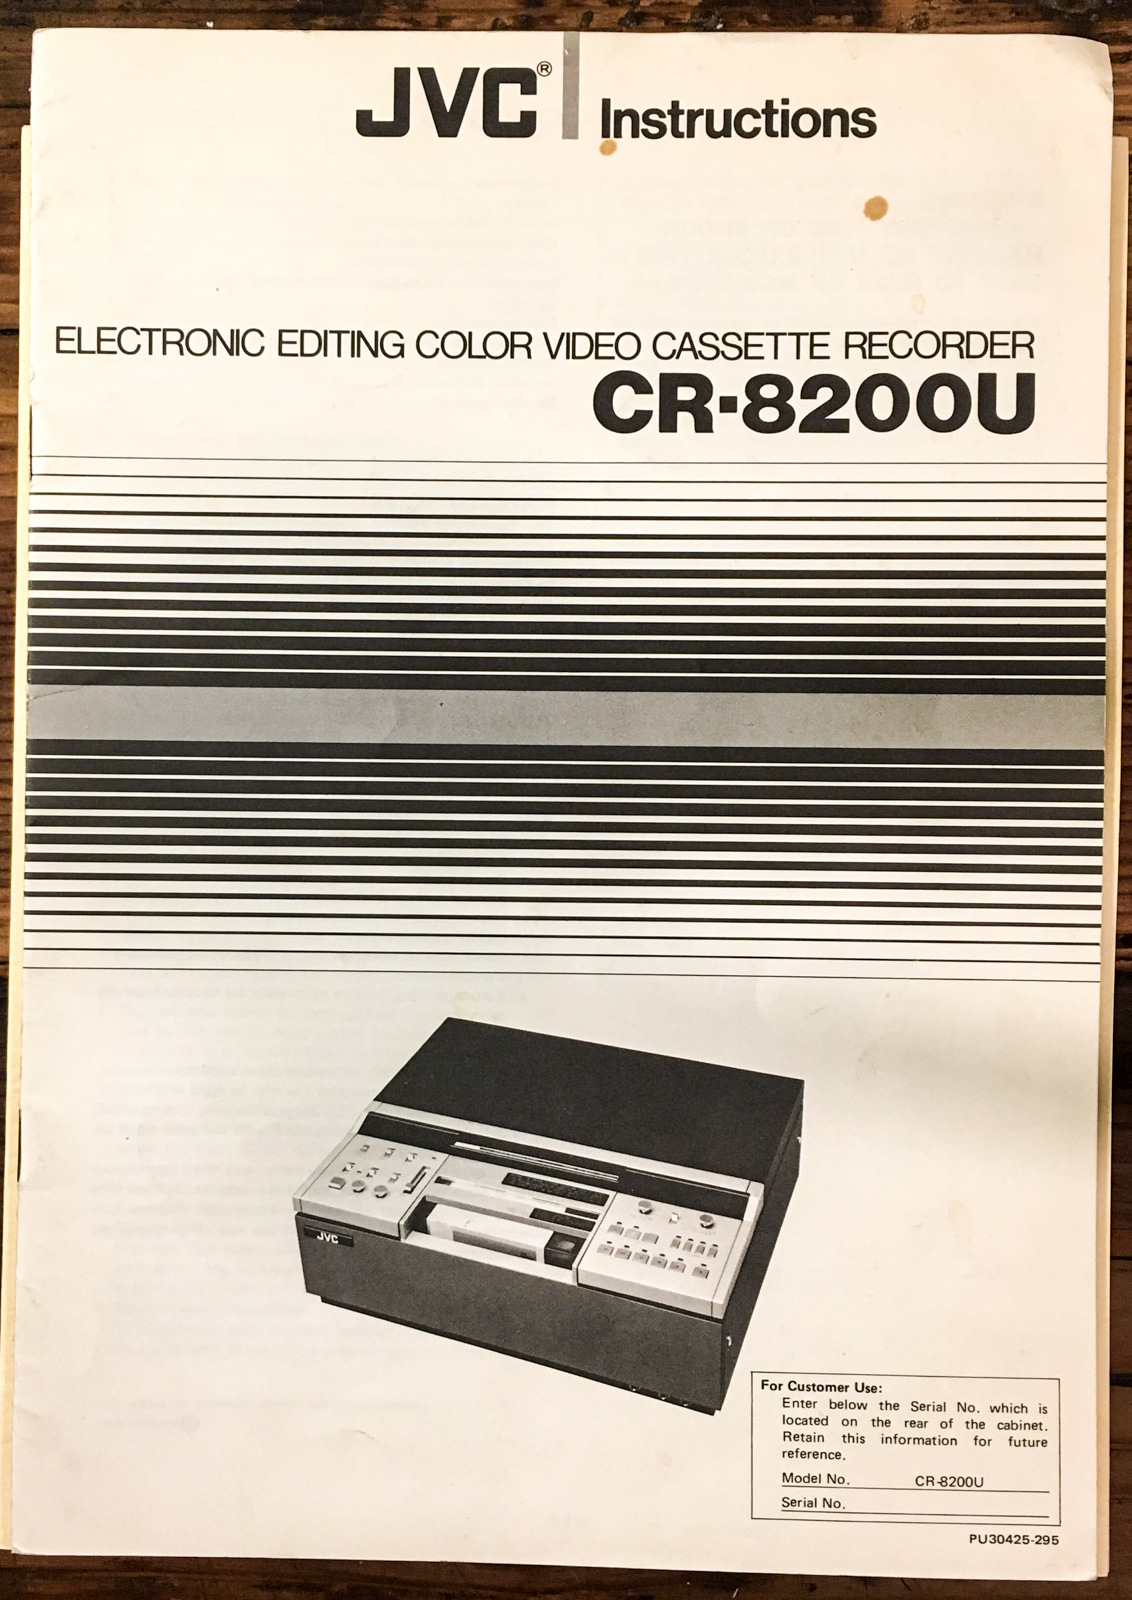 JVC® Instructions
ELECTRONIC EDITING COLOR VIDEO CASSETTE RECORDER
CR-8200U
JVC
For Customer Use:
Enter below the Serial No. which is
located on the rear of the cabinet.
Retain this information for future
reference.
Model No. CR-8200U
Serial No.
PU30425-295